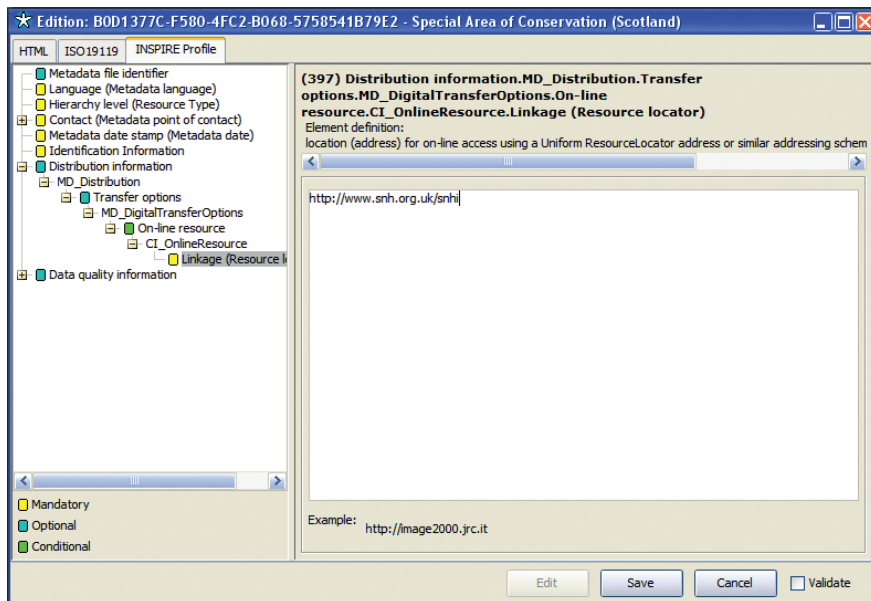 Edition: B0D1377C-F580-4FC2-B068-5758541B79E2 - Special Area of Conservation (Scotland)
HTML ISO19119 INSPIRE Profile
Metadata file identifier
Language (Metadata language)
Hierarchy level (Resource Type)
Contact (Metadata point of contact)
Metadata date stamp (Metadata date)
Identification Information
Distribution information
MD_Distribution
Transfer options
MD_DigitalTransferOptions
On-line resource
CI_OnlineResource
Linkage (Resource l
Data quality information
Mandatory
Optional
Conditional
(397) Distribution information.MD_Distribution.Transfer
options.MD_DigitalTransferOptions.On-line
resource.CI_OnlineResource.Linkage (Resource locator)
Element definition:
location (address) for on-line access using a Uniform ResourceLocator address or similar addressing schem
http://www.snh.org.uk/snhi
Example: http://image2000.jrc.it
Edit Save Cancel Validate